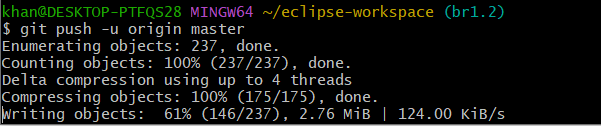 khan@DESKTOP-PTFQS28 MINGW64 ~/eclipse-workspace (br1.2)
$ git push -u origin master
Enumerating objects: 237, done.
Counting objects: 100% (237/237), done.
Delta compression using up to 4 threads
Compressing objects: 100% (175/175), done.
Writing objects:  61% (146/237), 2.76 MiB | 124.00 KiB/s